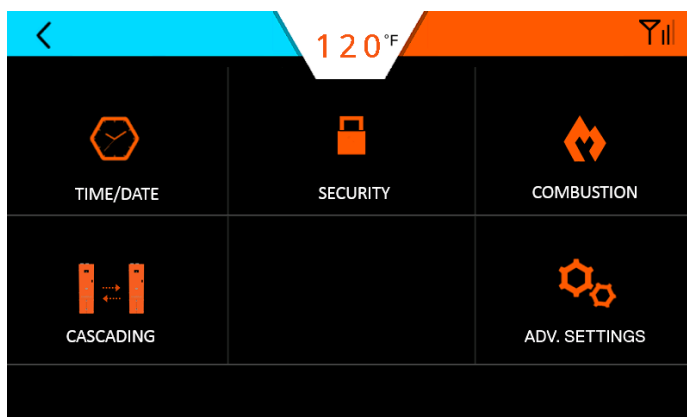 120°F
TIME/DATE
SECURITY
COMBUSTION
CASCADING
ADV. SETTINGS